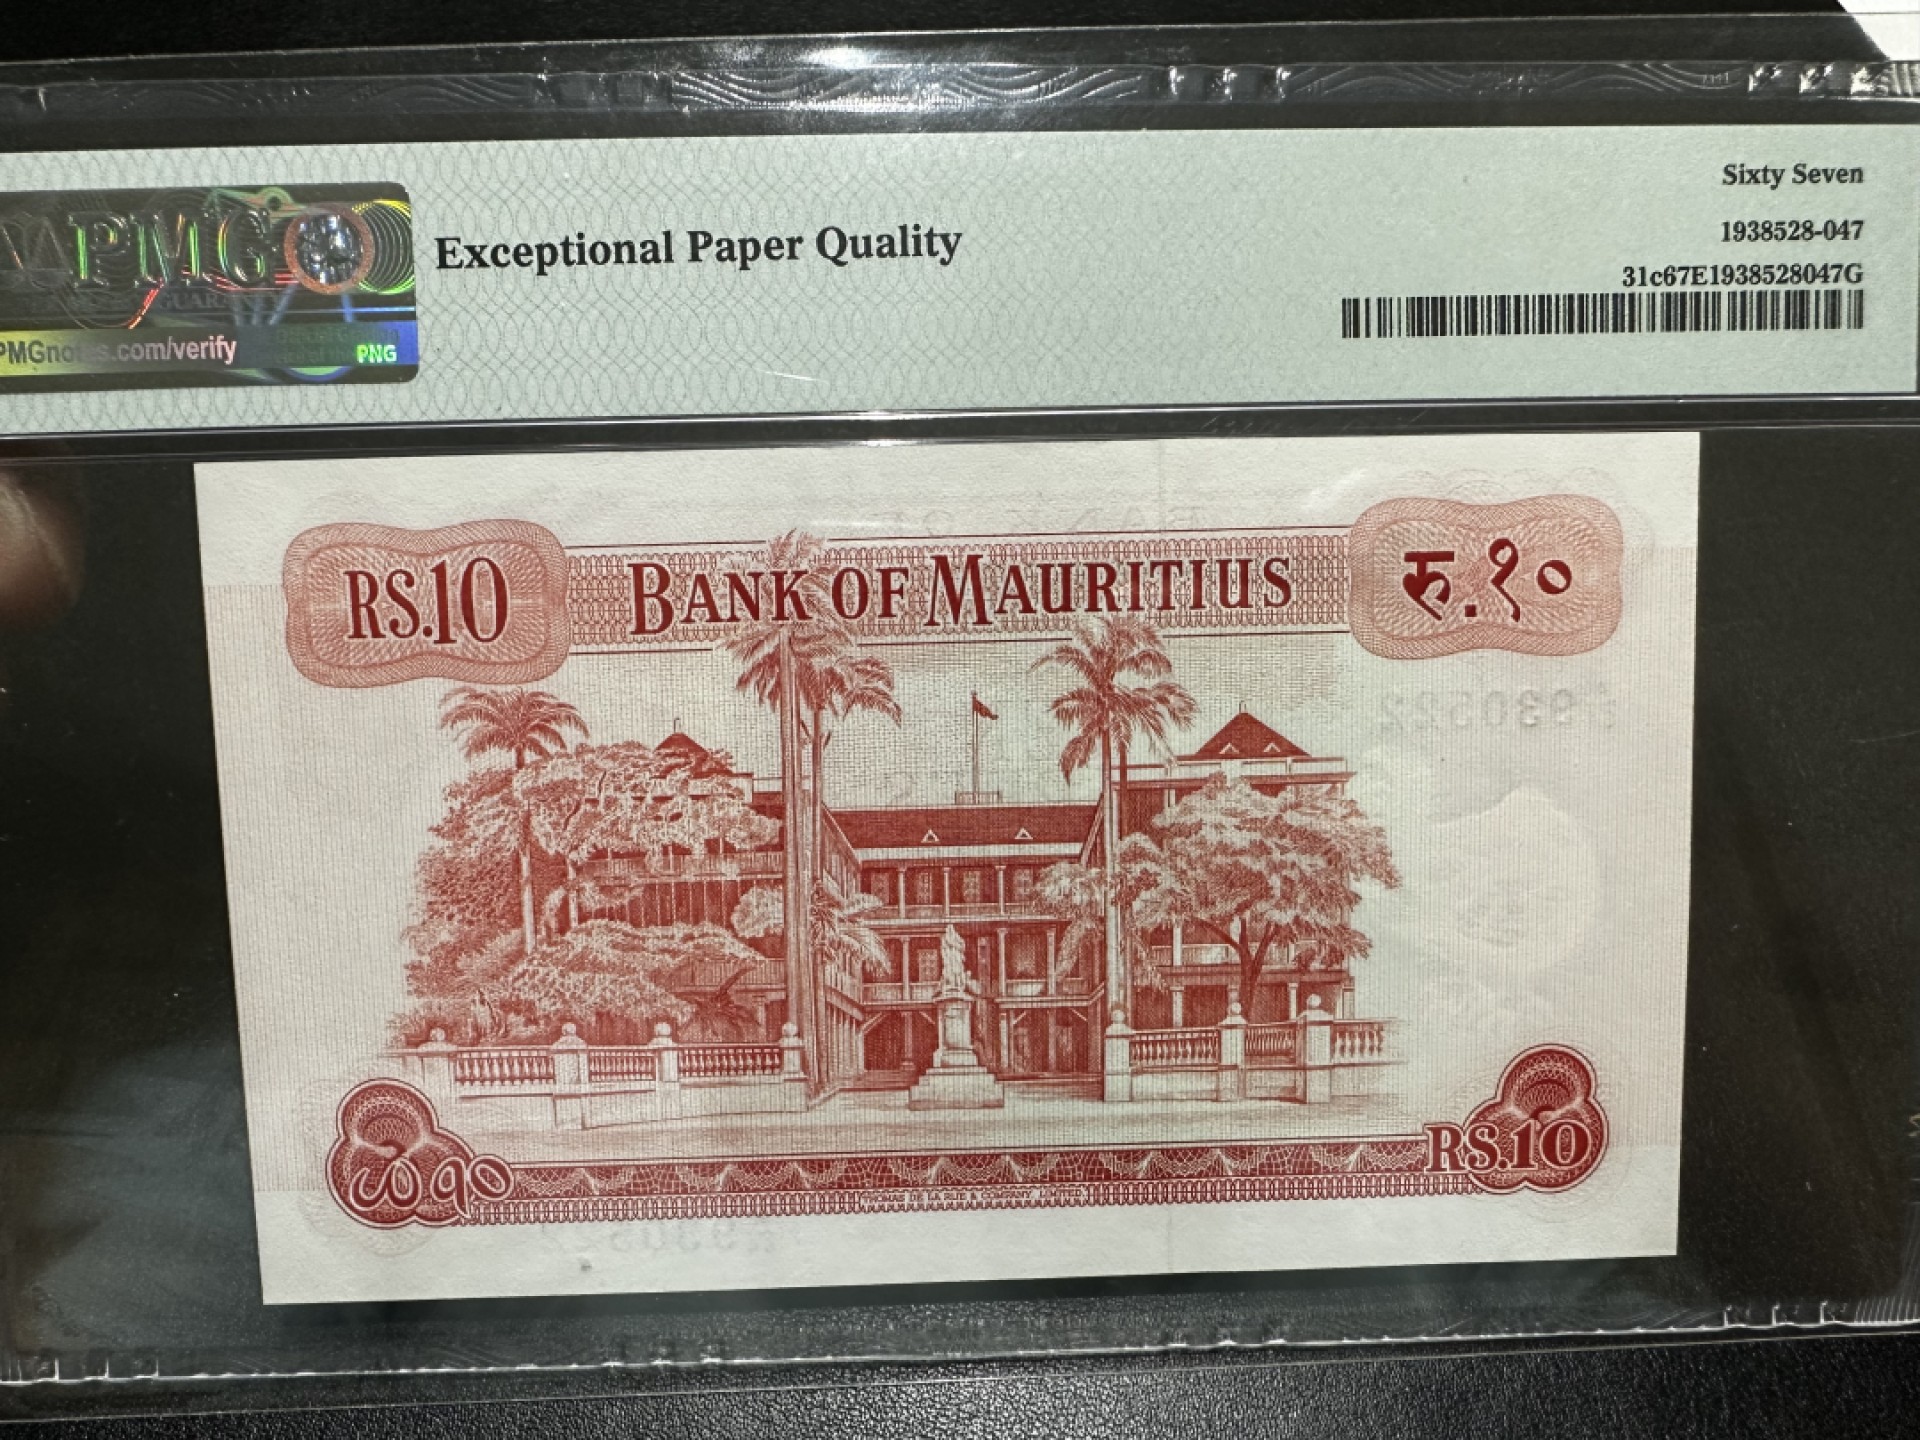 Sixty Seven
PMG
Exceptional Paper Quality
1938528-047
31c67E1938528047G
PMGnotes.com/verify
PNG
RS.10
BANK OF MAURITIUS
रु.१०
930522
RS.10
THOMAS DE LA RUE & COMPANY, LIMITED